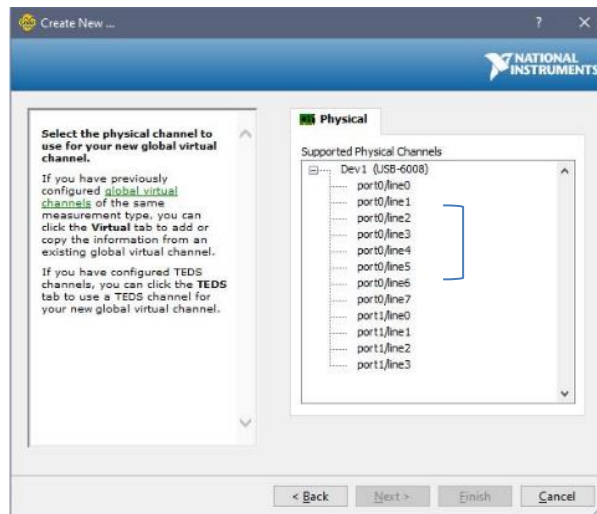 Create New ...
NATIONAL
INSTRUMENTS
Select the physical channel to
use for your new global virtual
channel.
If you have previously
configured global virtual
channels of the same
measurement type, you can
click the Virtual tab to add or
copy the information from an
existing global virtual channel.
If you have configured TEDS
channels, you can click the TEDS
tab to use a TEDS channel for
your new global virtual channel.
Physical
Supported Physical Channels
Dev1 (USB-6008)
port0/line0
port0/line1
port0/line2
port0/line3
port0/line4
port0/line5
port0/line6
port0/line7
port1/line0
port1/line1
port1/line2
port1/line3
< Back Next > Finish Cancel